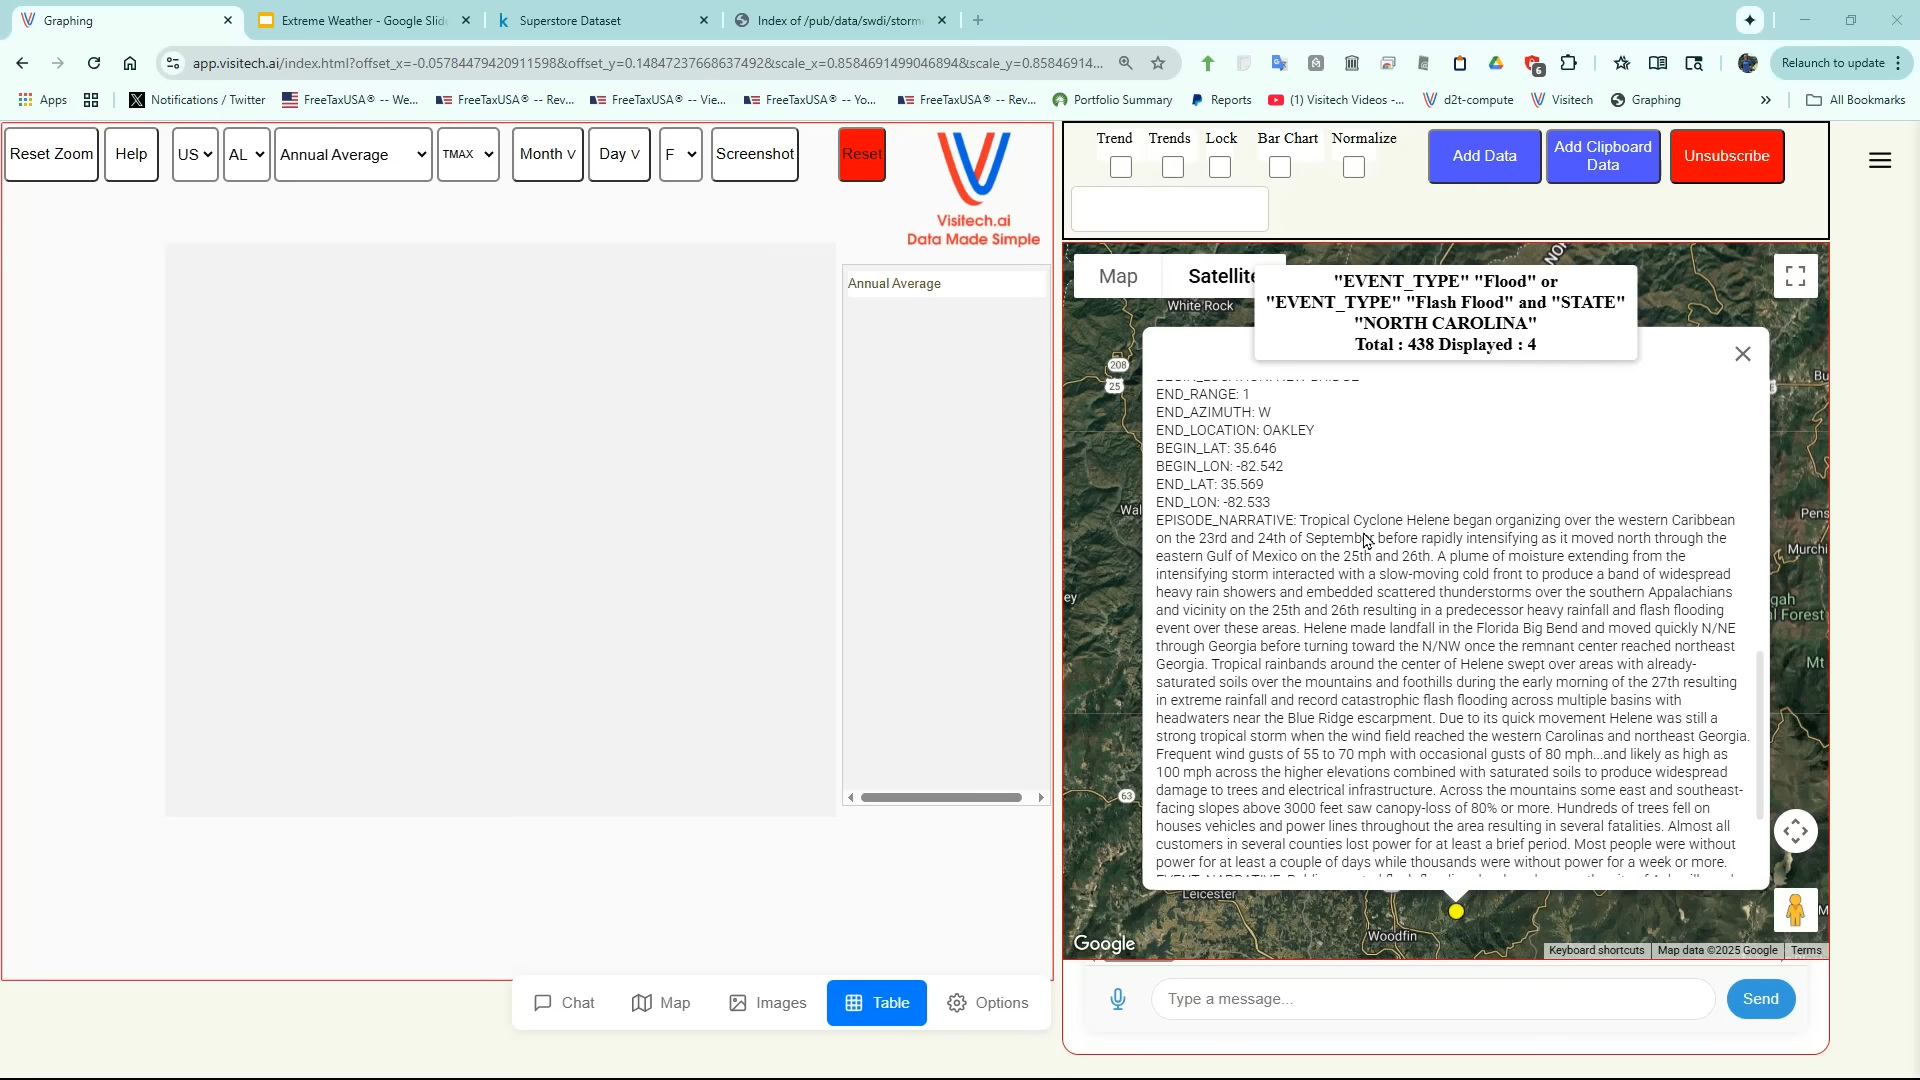 Graphing
Extreme Weather - Google Slide
Superstore Dataset
Index of /pub/data/swdi/storm
app.visitech.ai/index.html?offset_x=-0.05784479420911598&offset_y=0.14847237668637492&scale_x=0.85846914990468948&scale_y=0.85846914...
6
Relaunch to update
Apps
Notifications / Twitter
FreeTaxUSA® -- We...
FreeTaxUSA® -- Rev...
FreeTaxUSA® -- Vie...
FreeTaxUSA® -- Yo...
FreeTaxUSA® -- Rev...
Portfolio Summary
Reports
(1) Visitech Videos -...
d2t-compute
Visitech
Graphing
All Bookmarks
Reset Zoom
Help
US
AL
Annual Average
TMAX
Month V
Day V
F
Screenshot
Reset
Visitech.ai
Data Made Simple
Annual Average
Trend
Trends
Lock
Bar Chart
Normalize
Add Data
Add Clipboard
Data
Unsubscribe
Map
Satellite
White Rock
"EVENT_TYPE" "Flood" or
"EVENT_TYPE" "Flash Flood" and "STATE"
"NORTH CAROLINA"
Total : 438 Displayed : 4
208
25
END_RANGE: 1
END_AZIMUTH: W
END_LOCATION: OAKLEY
BEGIN_LAT: 35.646
BEGIN_LON: -82.542
END_LAT: 35.569
END_LON: -82.533
EPISODE_NARRATIVE: Tropical Cyclone Helene began organizing over the western Caribbean
on the 23rd and 24th of September before rapidly intensifying as it moved north through the
eastern Gulf of Mexico on the 25th and 26th. A plume of moisture extending from the
intensifying storm interacted with a slow-moving cold front to produce a band of widespread
heavy rain showers and embedded scattered thunderstorms over the southern Appalachians
and vicinity on the 25th and 26th resulting in a predecessor heavy rainfall and flash flooding
event over these areas. Helene made landfall in the Florida Big Bend and moved quickly N/NE
through Georgia before turning toward the N/NW once the remnant center reached northeast
Georgia. Tropical rainbands around the center of Helene swept over areas with already-
saturated soils over the mountains and foothills during the early morning of the 27th resulting
in extreme rainfall and record catastrophic flash flooding across multiple basins with
headwaters near the Blue Ridge escarpment. Due to its quick movement Helene was still a
strong tropical storm when the wind field reached the western Carolinas and northeast Georgia.
Frequent wind gusts of 55 to 70 mph with occasional gusts of 80 mph...and likely as high as
100 mph across the higher elevations combined with saturated soils to produce widespread
damage to trees and electrical infrastructure. Across the mountains some east and southeast-
facing slopes above 3000 feet saw canopy-loss of 80% or more. Hundreds of trees fell on
houses vehicles and power lines throughout the area resulting in several fatalities. Almost all
customers in several counties lost power for at least a brief period. Most people were without
power for at least a couple of days while thousands were without power for a week or more.
63
Bu
Wal
Pens
Murchi
ey
gah
l Forest
Mt
Leicester
Woodfin
M
Google
Keyboard shortcuts
Map data ©2025 Google
Terms
Chat
Map
Images
Table
Options
Type a message...
Send